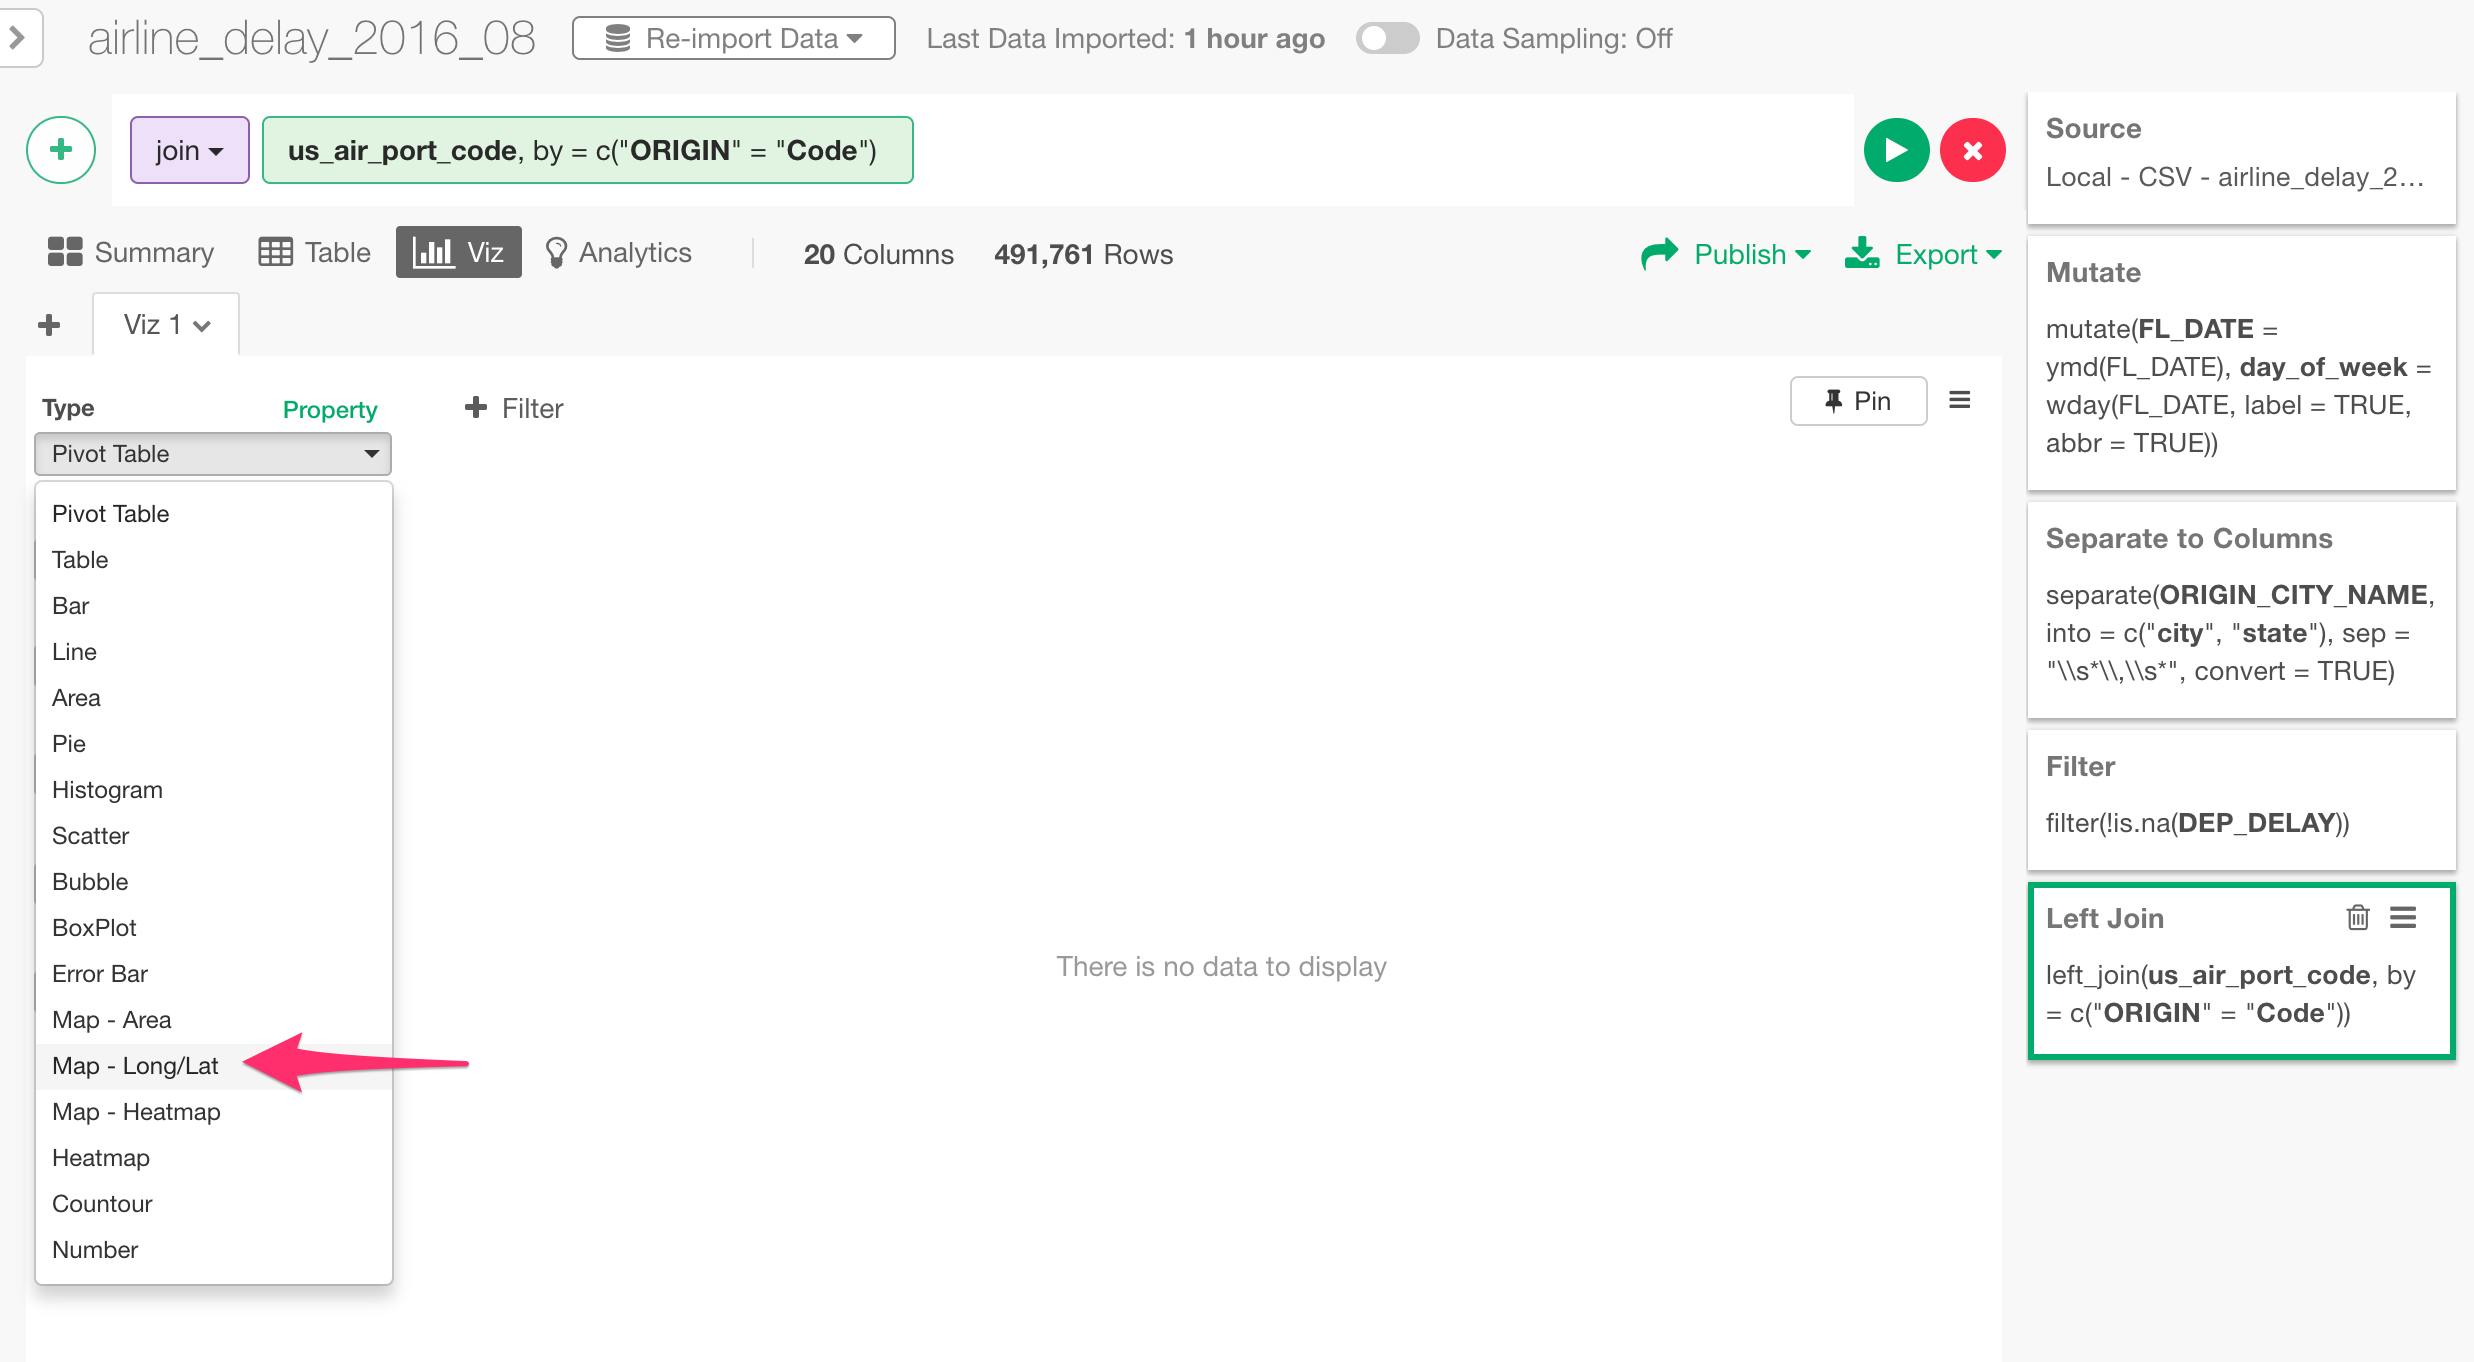 airline_delay_2016_08
Re-import Data
Last Data Imported: 1 hour ago
Data Sampling: Off
join
us_air_port_code, by = c("ORIGIN" = "Code")
Summary
Table
Viz
Analytics
20 Columns
491,761 Rows
Publish
Export
Viz 1
Type
Property
Filter
Pin
Pivot Table
Pivot Table
Table
Bar
Line
Area
Pie
Histogram
Scatter
Bubble
BoxPlot
Error Bar
Map - Area
Map - Long/Lat
Map - Heatmap
Heatmap
Countour
Number
There is no data to display
Source
Local - CSV - airline_delay_2...
Mutate
mutate(FL_DATE =
ymd(FL_DATE), day_of_week =
wday(FL_DATE, label = TRUE,
abbr = TRUE))
Separate to Columns
separate(ORIGIN_CITY_NAME,
into = c("city", "state"), sep =
"\\s*\\,\\s*", convert = TRUE)
Filter
filter(!is.na(DEP_DELAY))
Left Join
left_join(us_air_port_code, by
= c("ORIGIN" = "Code"))